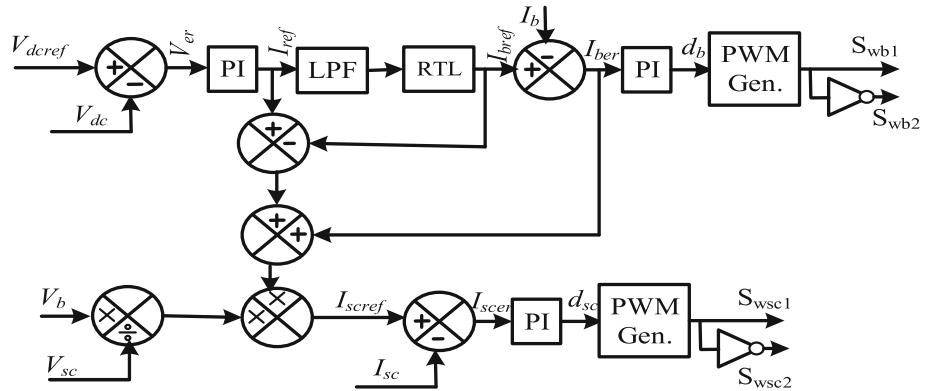 V_dcref
+
-
V_dc
V_er
PI
I_ref
LPF
RTL
I_bref
I_b
-
+
I_ber
PI
d_b
PWM
Gen.
S_wb1
S_wb2
+
-
+
+
V_b
×
÷
V_sc
×
×
I_scref
+
-
I_sc
I_scer
PI
d_sc
PWM
Gen.
S_wsc1
S_wsc2